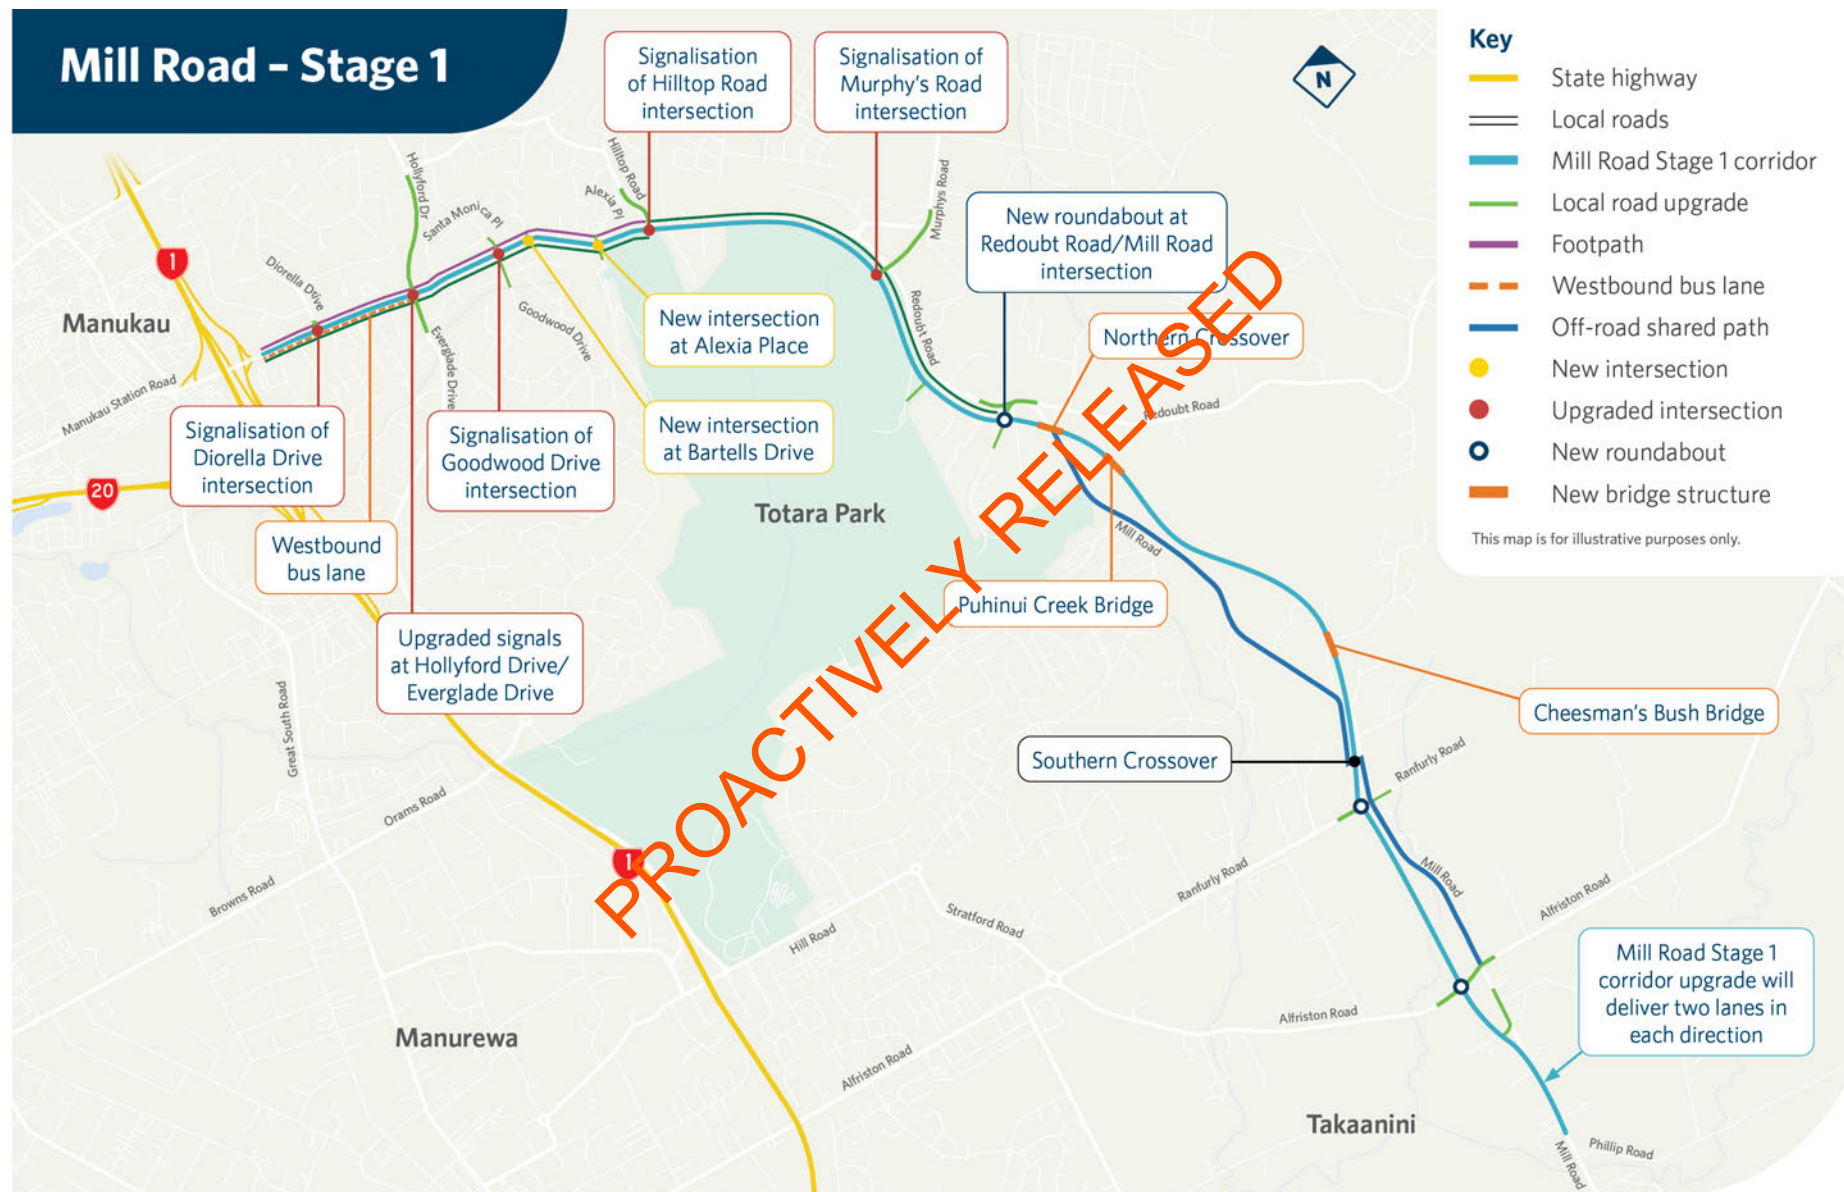 Mill Road – Stage 1
Signalisation
of Hilltop Road
intersection
Signalisation of
Murphy's Road
intersection
N
Key
State highway
Local roads
Mill Road Stage 1 corridor
Local road upgrade
Footpath
Westbound bus lane
Off-road shared path
New intersection
Upgraded intersection
New roundabout
New bridge structure
This map is for illustrative purposes only.
Hollyford Dr
Santa Monica Pl
Alexia Pl
Hilltop Road
Murphys Road
New roundabout at
Redoubt Road/Mill Road
intersection
1
Diorella Drive
Manukau
Goodwood Drive
Everglade Drive
Redoubt Road
New intersection
at Alexia Place
Northern Crossover
Manukau Station Road
Redoubt Road
Signalisation of
Diorella Drive
intersection
Signalisation of
Goodwood Drive
intersection
New intersection
at Bartells Drive
20
Totara Park
Mill Road
Westbound
bus lane
Puhinui Creek Bridge
Upgraded signals
at Hollyford Drive/
Everglade Drive
PROACTIVELY RELEASED
Cheesman's Bush Bridge
Great South Road
Southern Crossover
Ranfurly Road
Orams Road
1
Mill Road
Ranfurly Road
Browns Road
Alfriston Road
Hill Road
Stratford Road
Mill Road Stage 1
corridor upgrade will
deliver two lanes in
each direction
Alfriston Road
Manurewa
Alfriston Road
Takaanini
Phillip Road
Mill Road